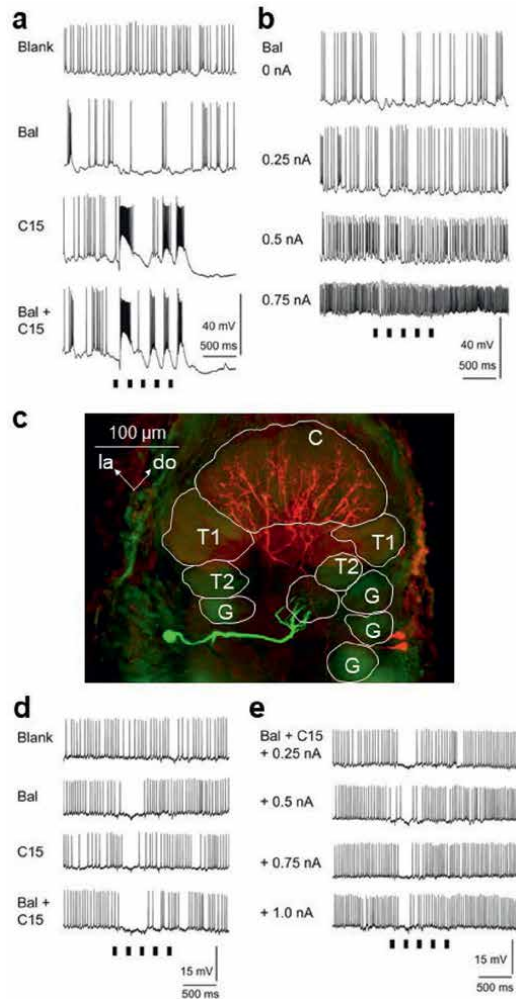 a
Blank
Bal
C15
Bal +
C15
40 mV
500 ms
b
Bal
0 nA
0.25 nA
0.5 nA
0.75 nA
40 mV
500 ms
c
100 µm
la
do
C
T1
T1
T2
T2
G
G
G
G
d
Blank
Bal
C15
Bal +
C15
15 mV
500 ms
e
Bal + C15
+ 0.25 nA
+ 0.5 nA
+ 0.75 nA
+ 1.0 nA
15 mV
500 ms